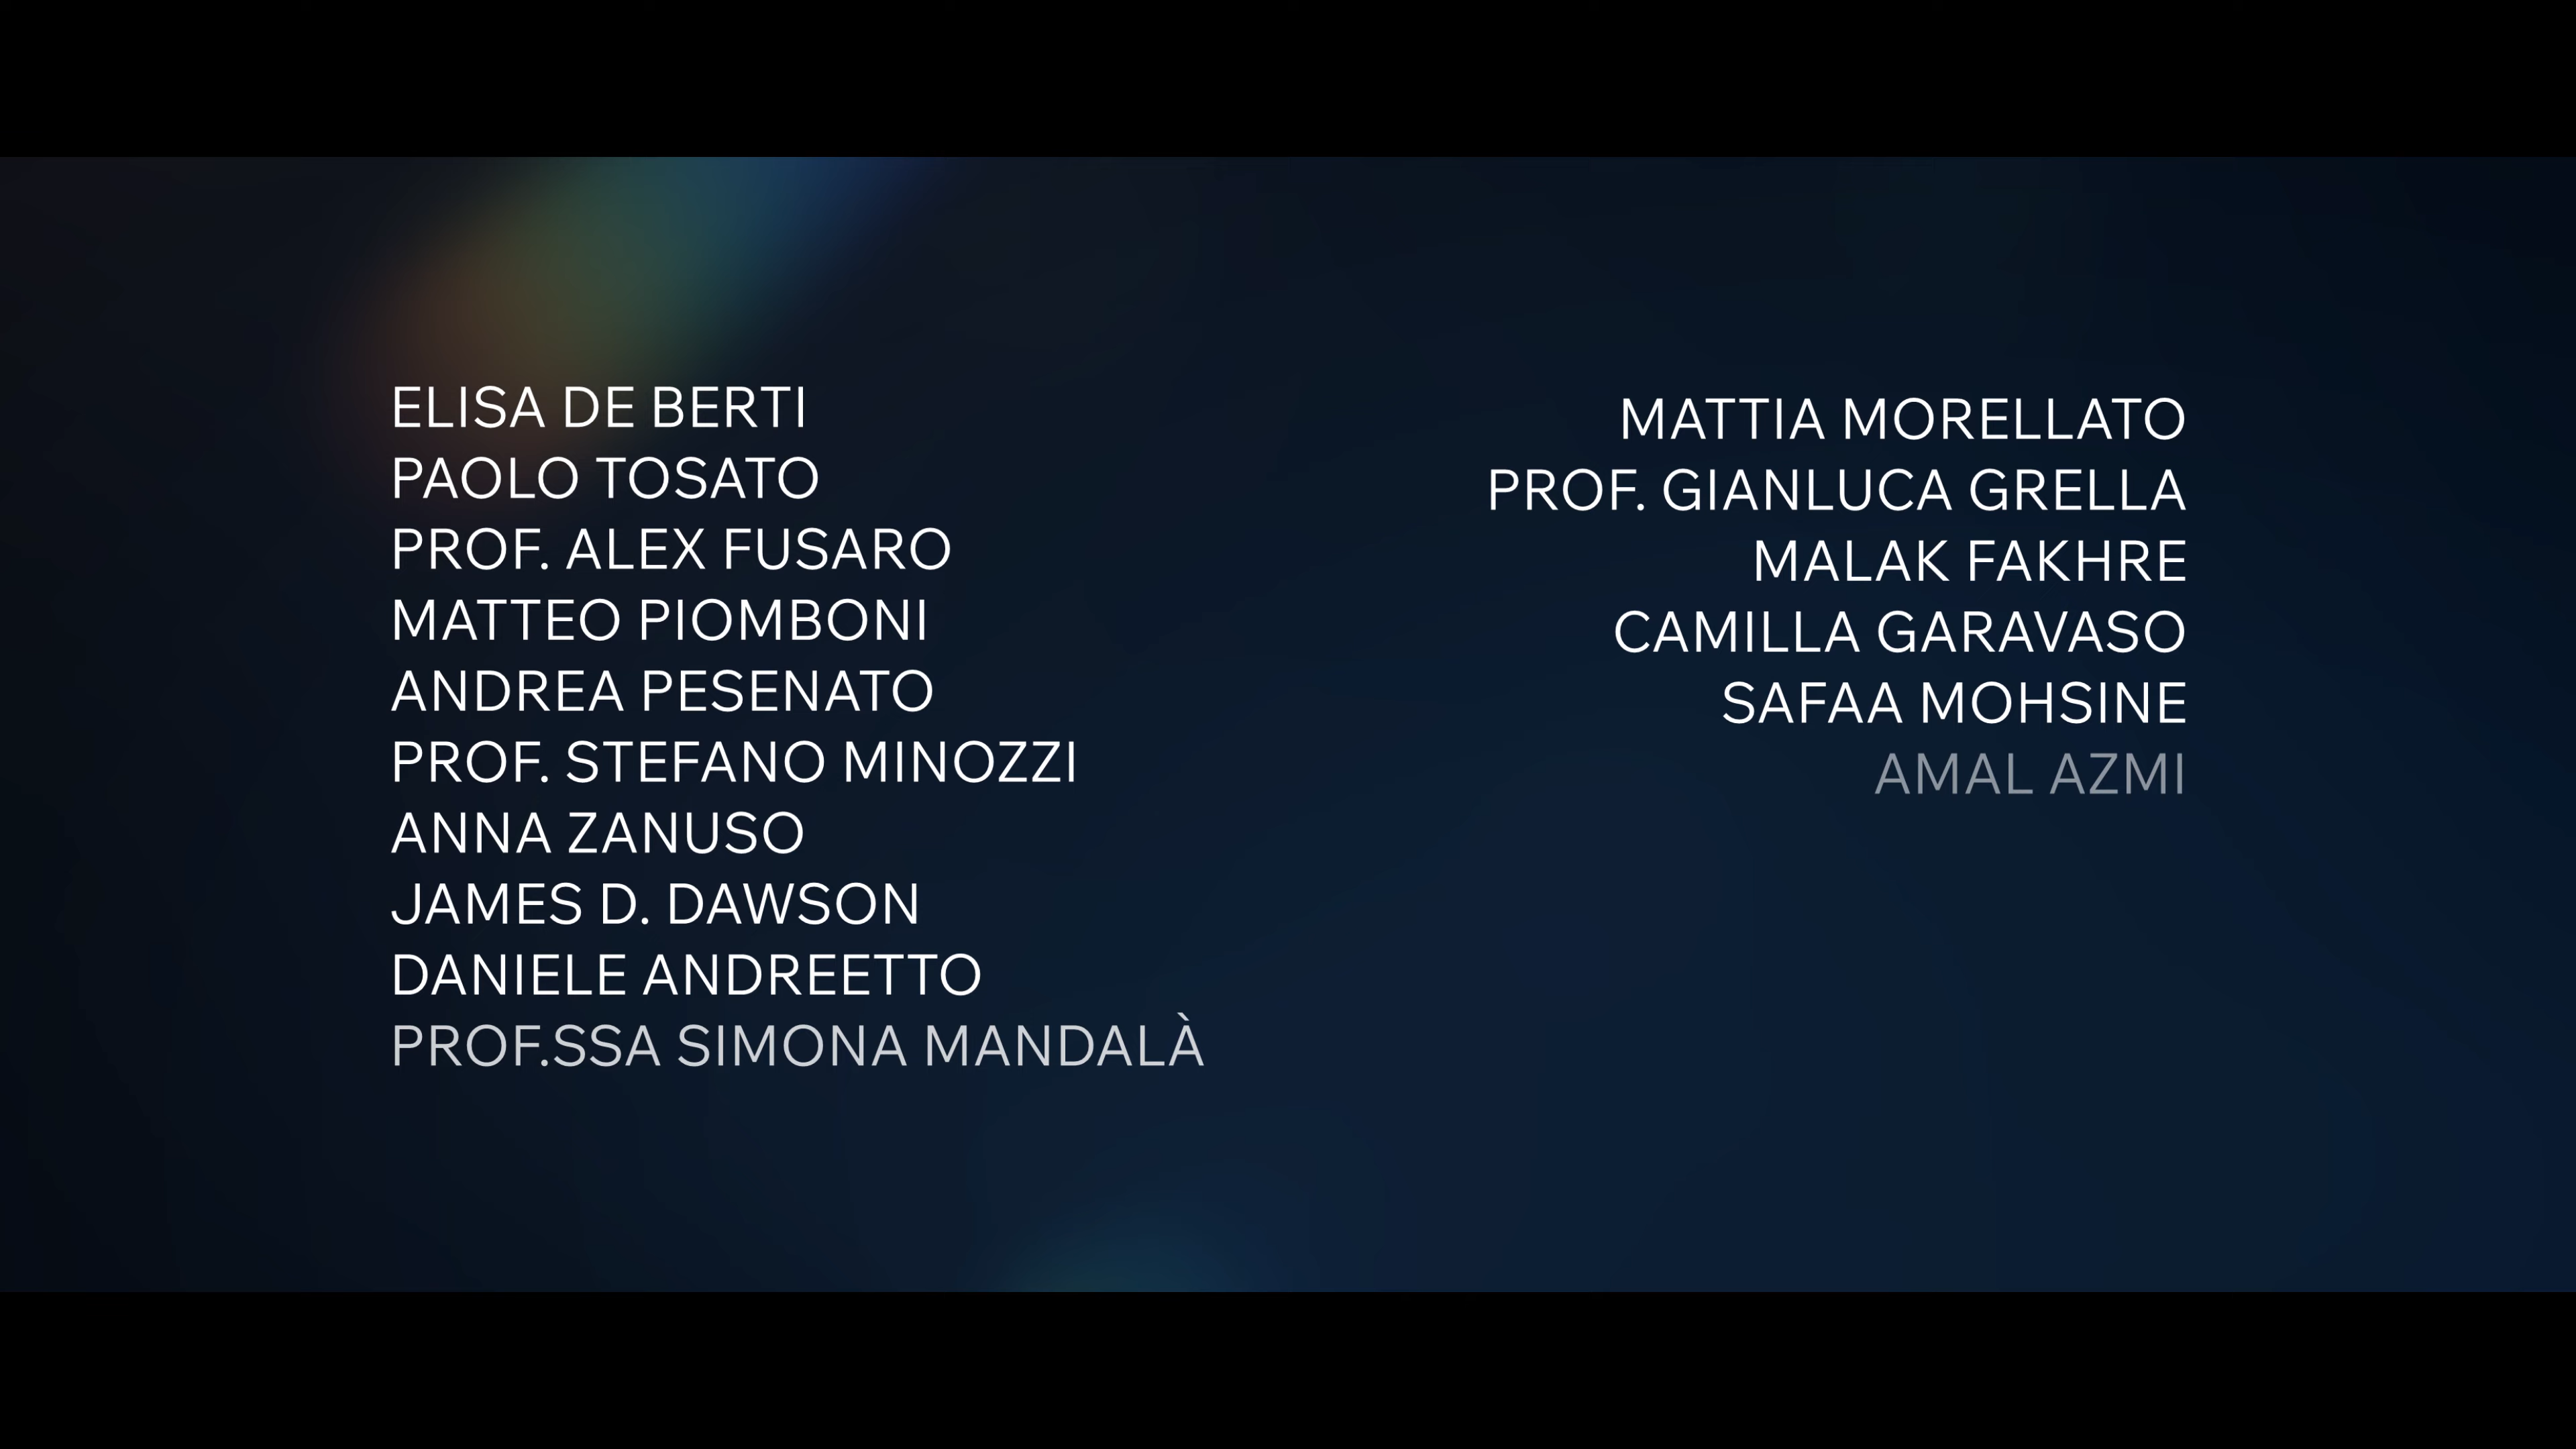 ELISA DE BERTI
PAOLO TOSATO
PROF. ALEX FUSARO
MATTEO PIOMBONI
ANDREA PESENATO
PROF. STEFANO MINOZZI
ANNA ZANUSO
JAMES D. DAWSON
DANIELE ANDREETTO
PROF.SSA SIMONA MANDALÀ
MATTIA MORELLATO
PROF. GIANLUCA GRELLA
MALAK FAKHRE
CAMILLA GARAVASO
SAFAA MOHSINE
AMAL AZMI